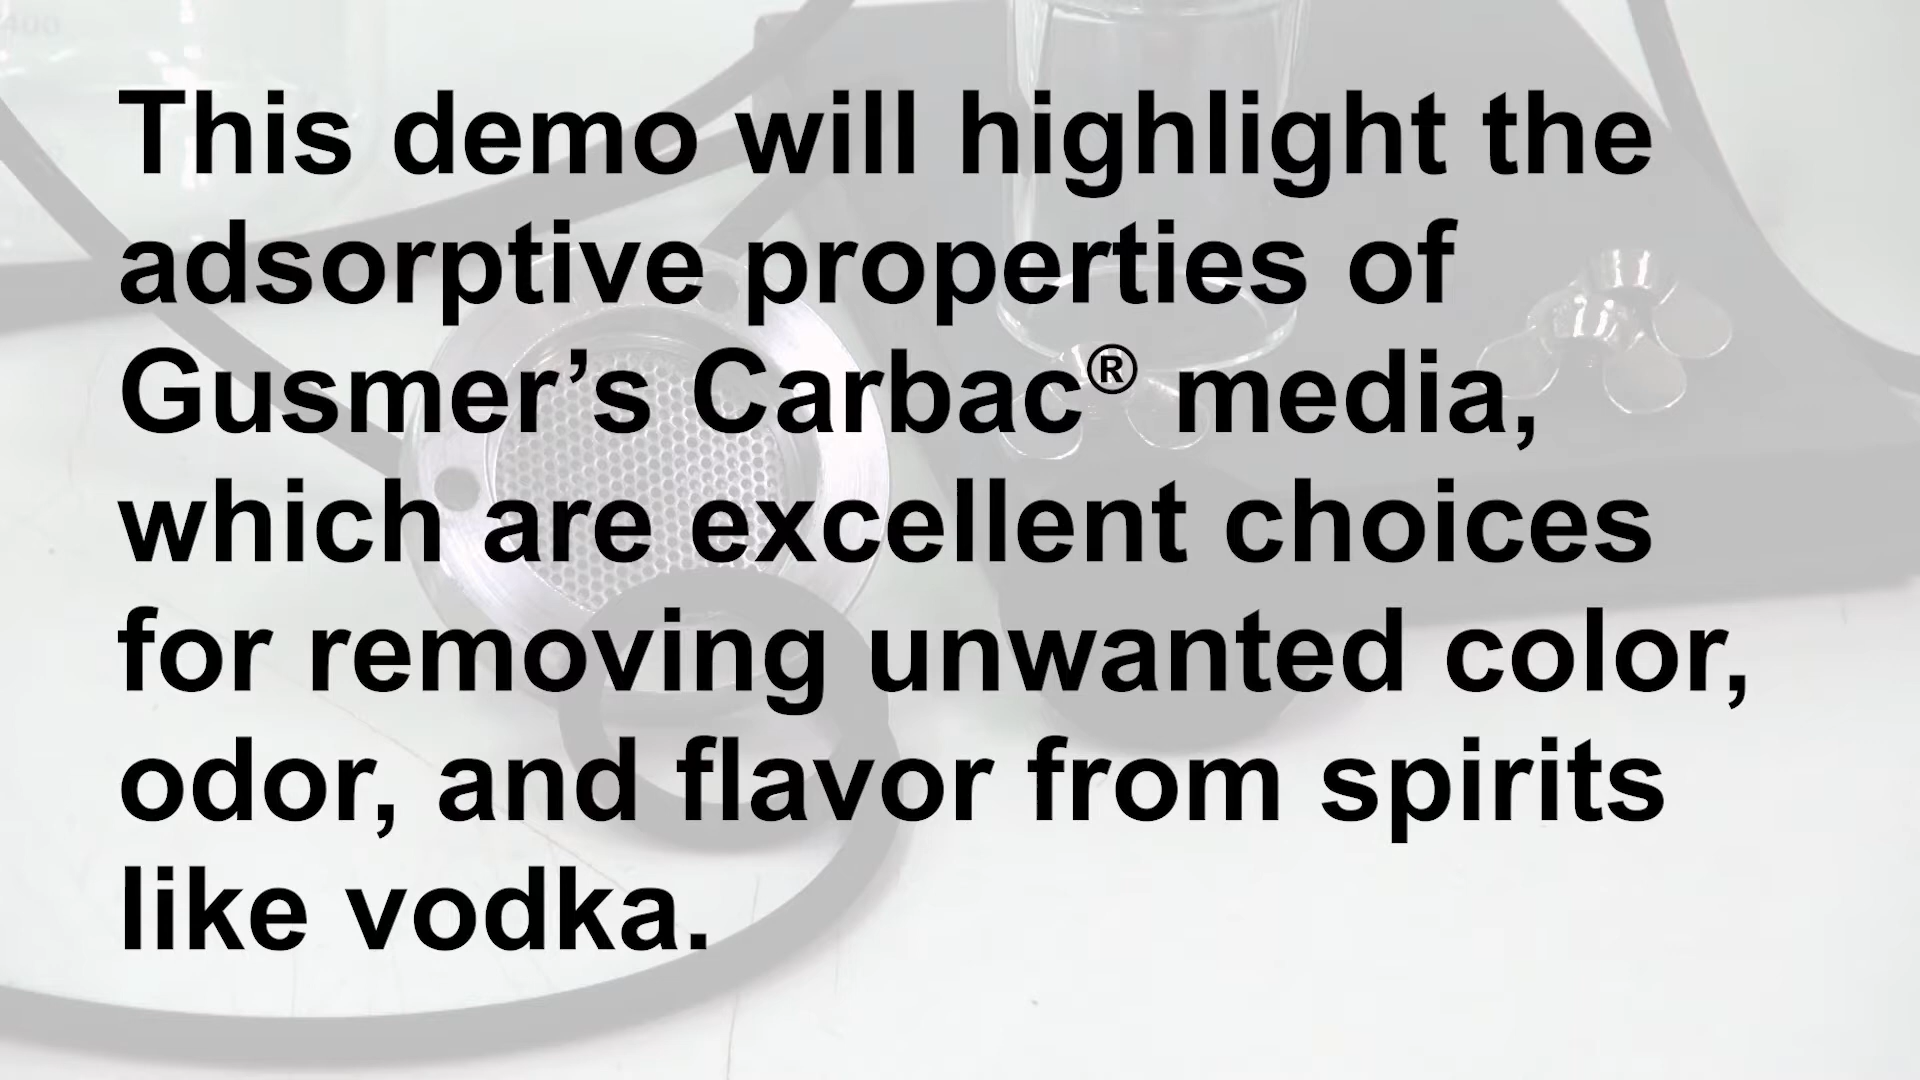 400
This demo will highlight the
adsorptive properties of
Gusmer’s Carbac® media,
which are excellent choices
for removing unwanted color,
odor, and flavor from spirits
like vodka.